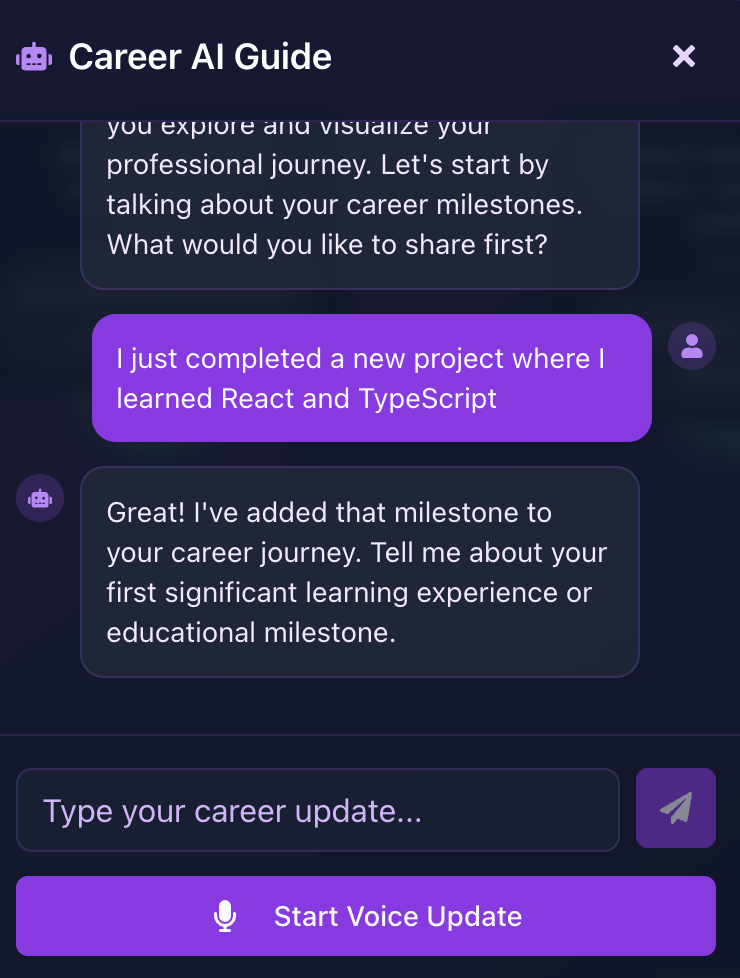 Career AI Guide
you explore and visualize your
professional journey. Let's start by
talking about your career milestones.
What would you like to share first?
I just completed a new project where I
learned React and TypeScript
Great! I've added that milestone to
your career journey. Tell me about your
first significant learning experience or
educational milestone.
Type your career update...
Start Voice Update